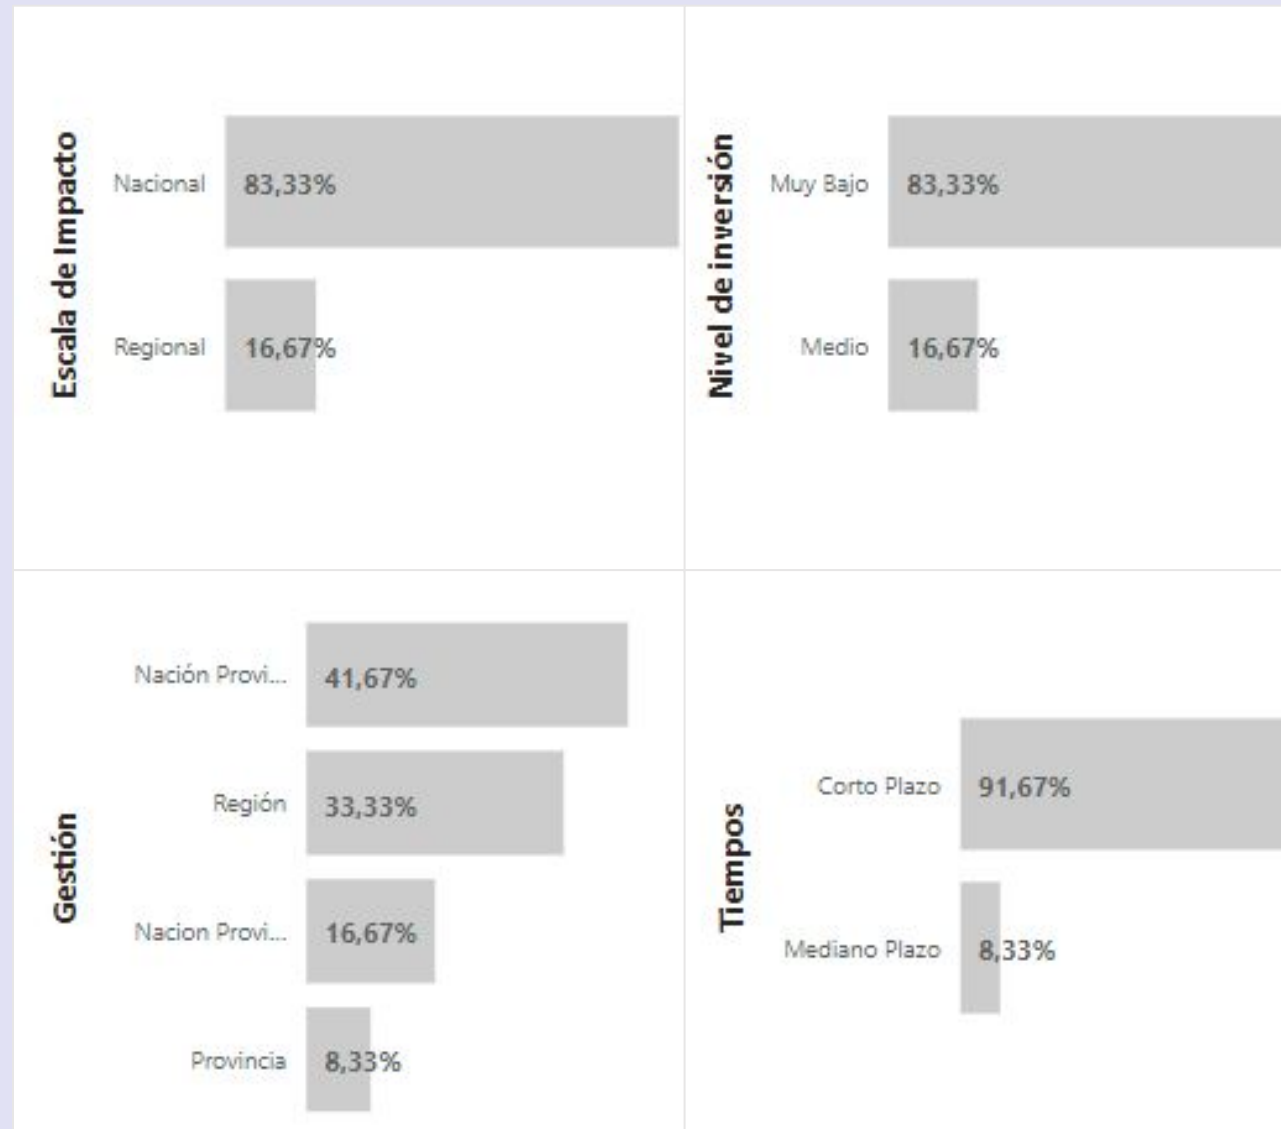 Escala de Impacto
Nacional 83,33%
Regional 16,67%
Nivel de inversión
Muy Bajo 83,33%
Medio 16,67%
Gestión
Nación Provi... 41,67%
Región 33,33%
Nacion Provi... 16,67%
Provincia 8,33%
Tiempos
Corto Plazo 91,67%
Mediano Plazo 8,33%